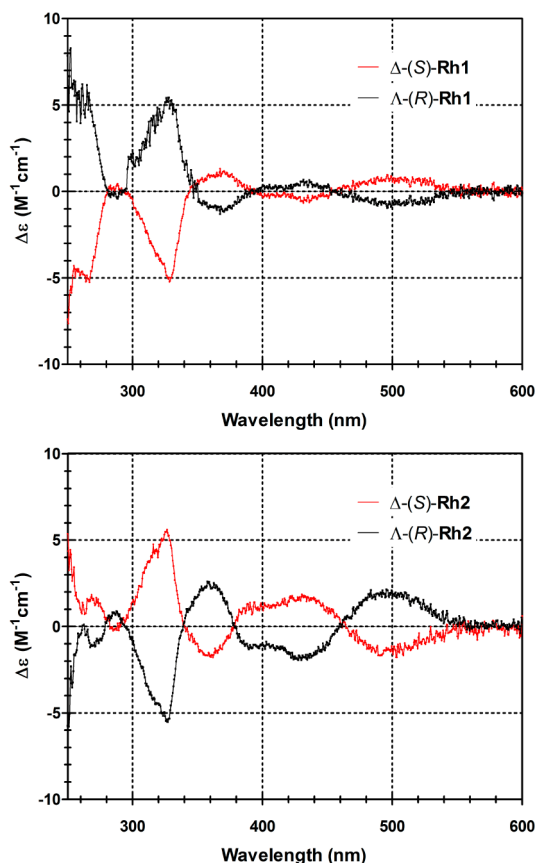 10
5
0
-5
-10
Δε (M⁻¹cm⁻¹)
Δ-(S)-Rh1
Λ-(R)-Rh1
300 400 500 600
Wavelength (nm)
10
5
0
-5
-10
Δε (M⁻¹cm⁻¹)
Δ-(S)-Rh2
Λ-(R)-Rh2
300 400 500 600
Wavelength (nm)